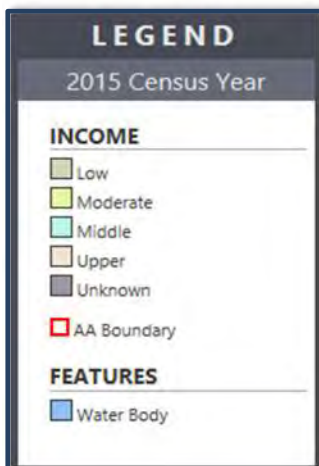 LEGEND
2015 Census Year
INCOME
Low
Moderate
Middle
Upper
Unknown
AA Boundary
FEATURES
Water Body